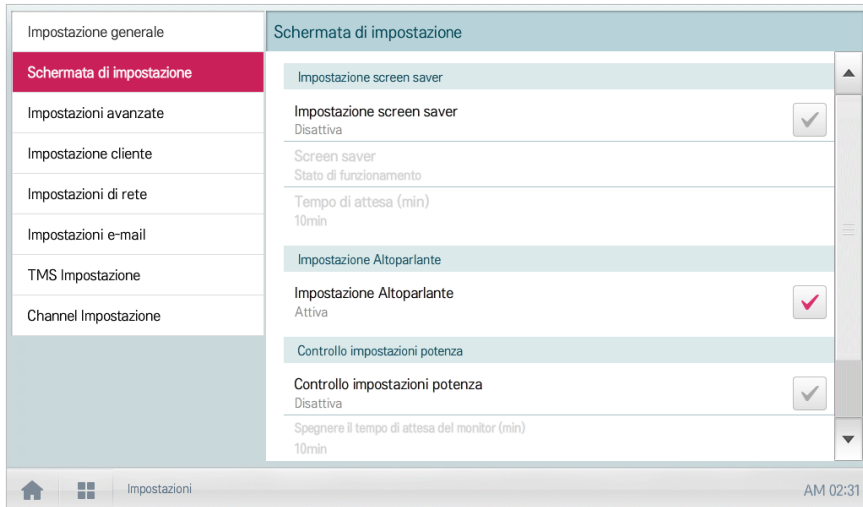 Impostazione generale
Schermata di impostazione
Impostazioni avanzate
Impostazione cliente
Impostazioni di rete
Impostazioni e-mail
TMS Impostazione
Channel Impostazione
Schermata di impostazione
Impostazione screen saver
Impostazione screen saver
Disattiva
Screen saver
Stato di funzionamento
Tempo di attesa (min)
10min
Impostazione Altoparlante
Impostazione Altoparlante
Attiva
Controllo impostazioni potenza
Controllo impostazioni potenza
Disattiva
Spegnere il tempo di attesa del monitor (min)
10min
Impostazioni
AM 02:31